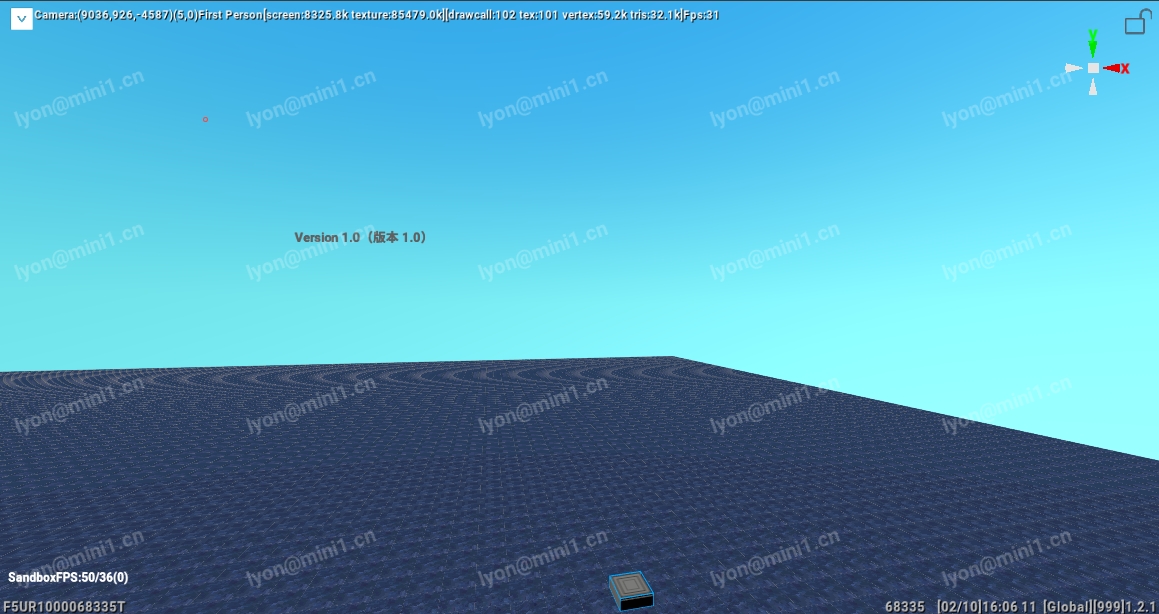 Camera:(9036,926,-4587)(5,0)First Person[screen:8325.8k texture:85479.0k][drawcall:102 tex:101 vertex:59.2k tris:32.1k]Fps:31
Y
X
lyon@mini1.cn lyon@mini1.cn lyon@mini1.cn lyon@mini1.cn lyon@mini1.cn
Version 1.0（版本 1.0）
lyon@mini1.cn lyon@mini1.cn lyon@mini1.cn lyon@mini1.cn lyon@mini1.cn
lyon@mini1.cn lyon@mini1.cn lyon@mini1.cn lyon@mini1.cn lyon@mini1.cn
lyon@mini1.cn lyon@mini1.cn lyon@mini1.cn lyon@mini1.cn lyon@mini1.cn
SandboxFPS:50/36(0)
F5UR1000068335T
68335 [02/10]16:06 11 [Global][999]1.2.1